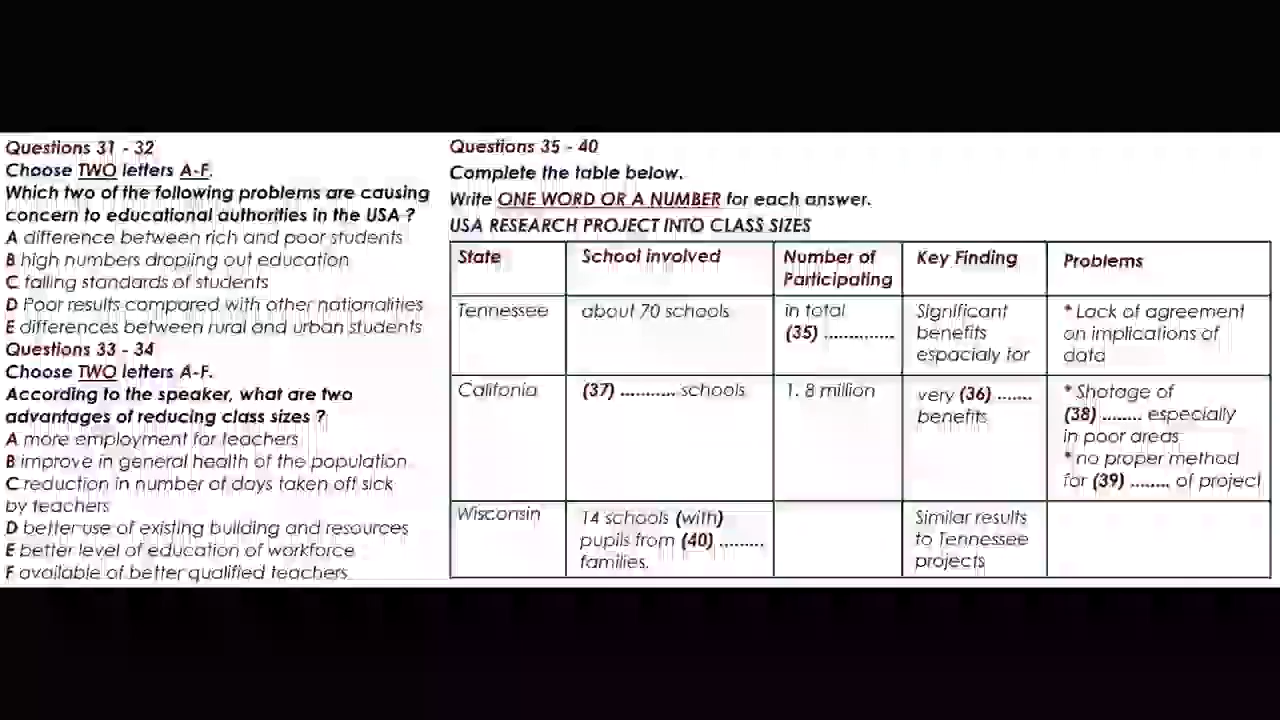 Questions 31 - 32
Choose TWO letters A-F.
Which two of the following problems are causing
concern to educational authorities in the USA ?
A difference between rich and poor students
B high numbers dropiing out education
C falling standards of students
D Poor results compared with other nationalities
E differences between rural and urban students
Questions 33 - 34
Choose TWO letters A-F.
According to the speaker, what are two
advantages of reducing class sizes ?
A more employment for teachers
B improve in general health of the population
C reduction in number of days taken off sick
by teachers
D better use of existing building and resources
E better level of education of workforce
F available of better qualified teachers
Questions 35 - 40
Complete the table below.
Write ONE WORD OR A NUMBER for each answer.
USA RESEARCH PROJECT INTO CLASS SIZES
State
School involved
Number of
Participating
Key Finding
Problems
Tennessee
about 70 schools
in total
(35) ..............
Significant
benefits
espacialy for
* Lack of agreement
on implications of
data
Califonia
(37) ........... schools
1. 8 million
very (36) .......
benefits
* Shotage of
(38) ........ especially
in poor areas
* no proper method
for (39) ........ of project
Wisconsin
14 schools (with)
pupils from (40) .........
families.
Similar results
to Tennessee
projects